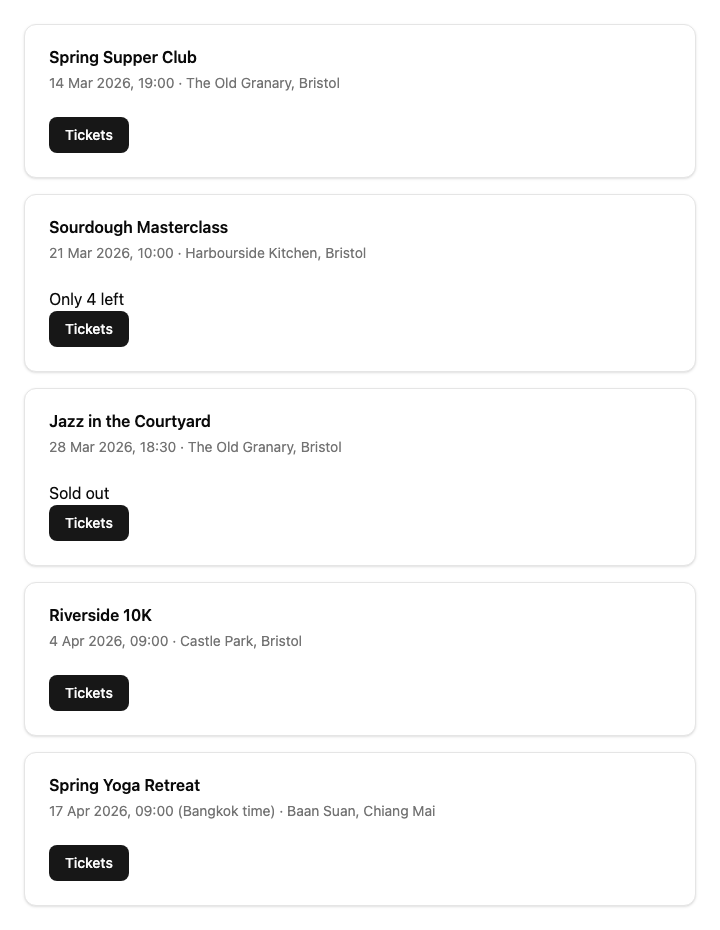 Spring Supper Club
14 Mar 2026, 19:00 · The Old Granary, Bristol
Tickets
Sourdough Masterclass
21 Mar 2026, 10:00 · Harbourside Kitchen, Bristol
Only 4 left
Tickets
Jazz in the Courtyard
28 Mar 2026, 18:30 · The Old Granary, Bristol
Sold out
Tickets
Riverside 10K
4 Apr 2026, 09:00 · Castle Park, Bristol
Tickets
Spring Yoga Retreat
17 Apr 2026, 09:00 (Bangkok time) · Baan Suan, Chiang Mai
Tickets